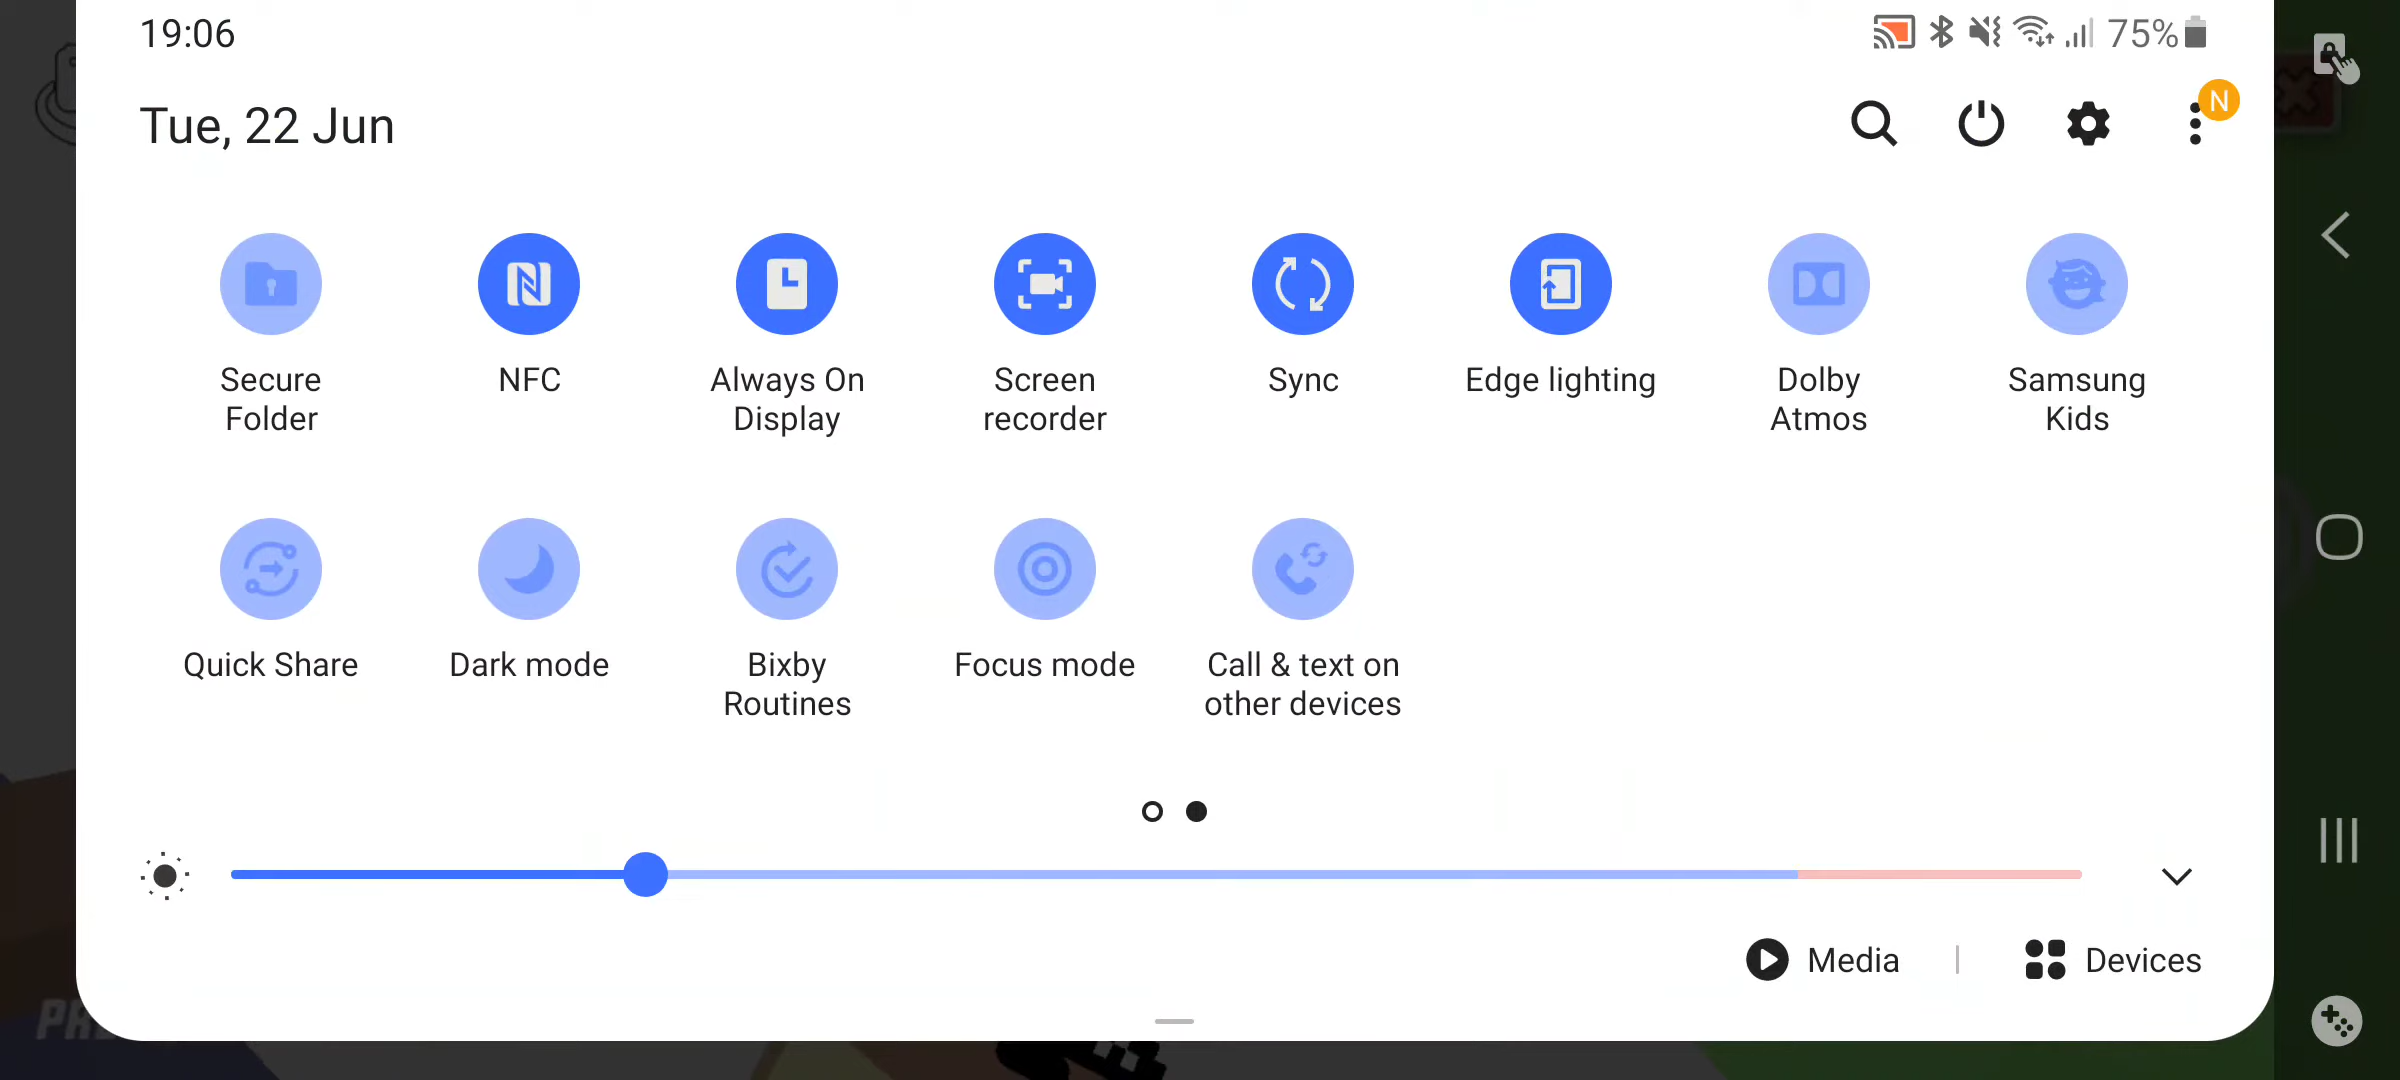 19:06
75%
Tue, 22 Jun
N
Secure
Folder
NFC
Always On
Display
Screen
recorder
Sync
Edge lighting
Dolby
Atmos
Samsung
Kids
Quick Share
Dark mode
Bixby
Routines
Focus mode
Call & text on
other devices
Media
Devices